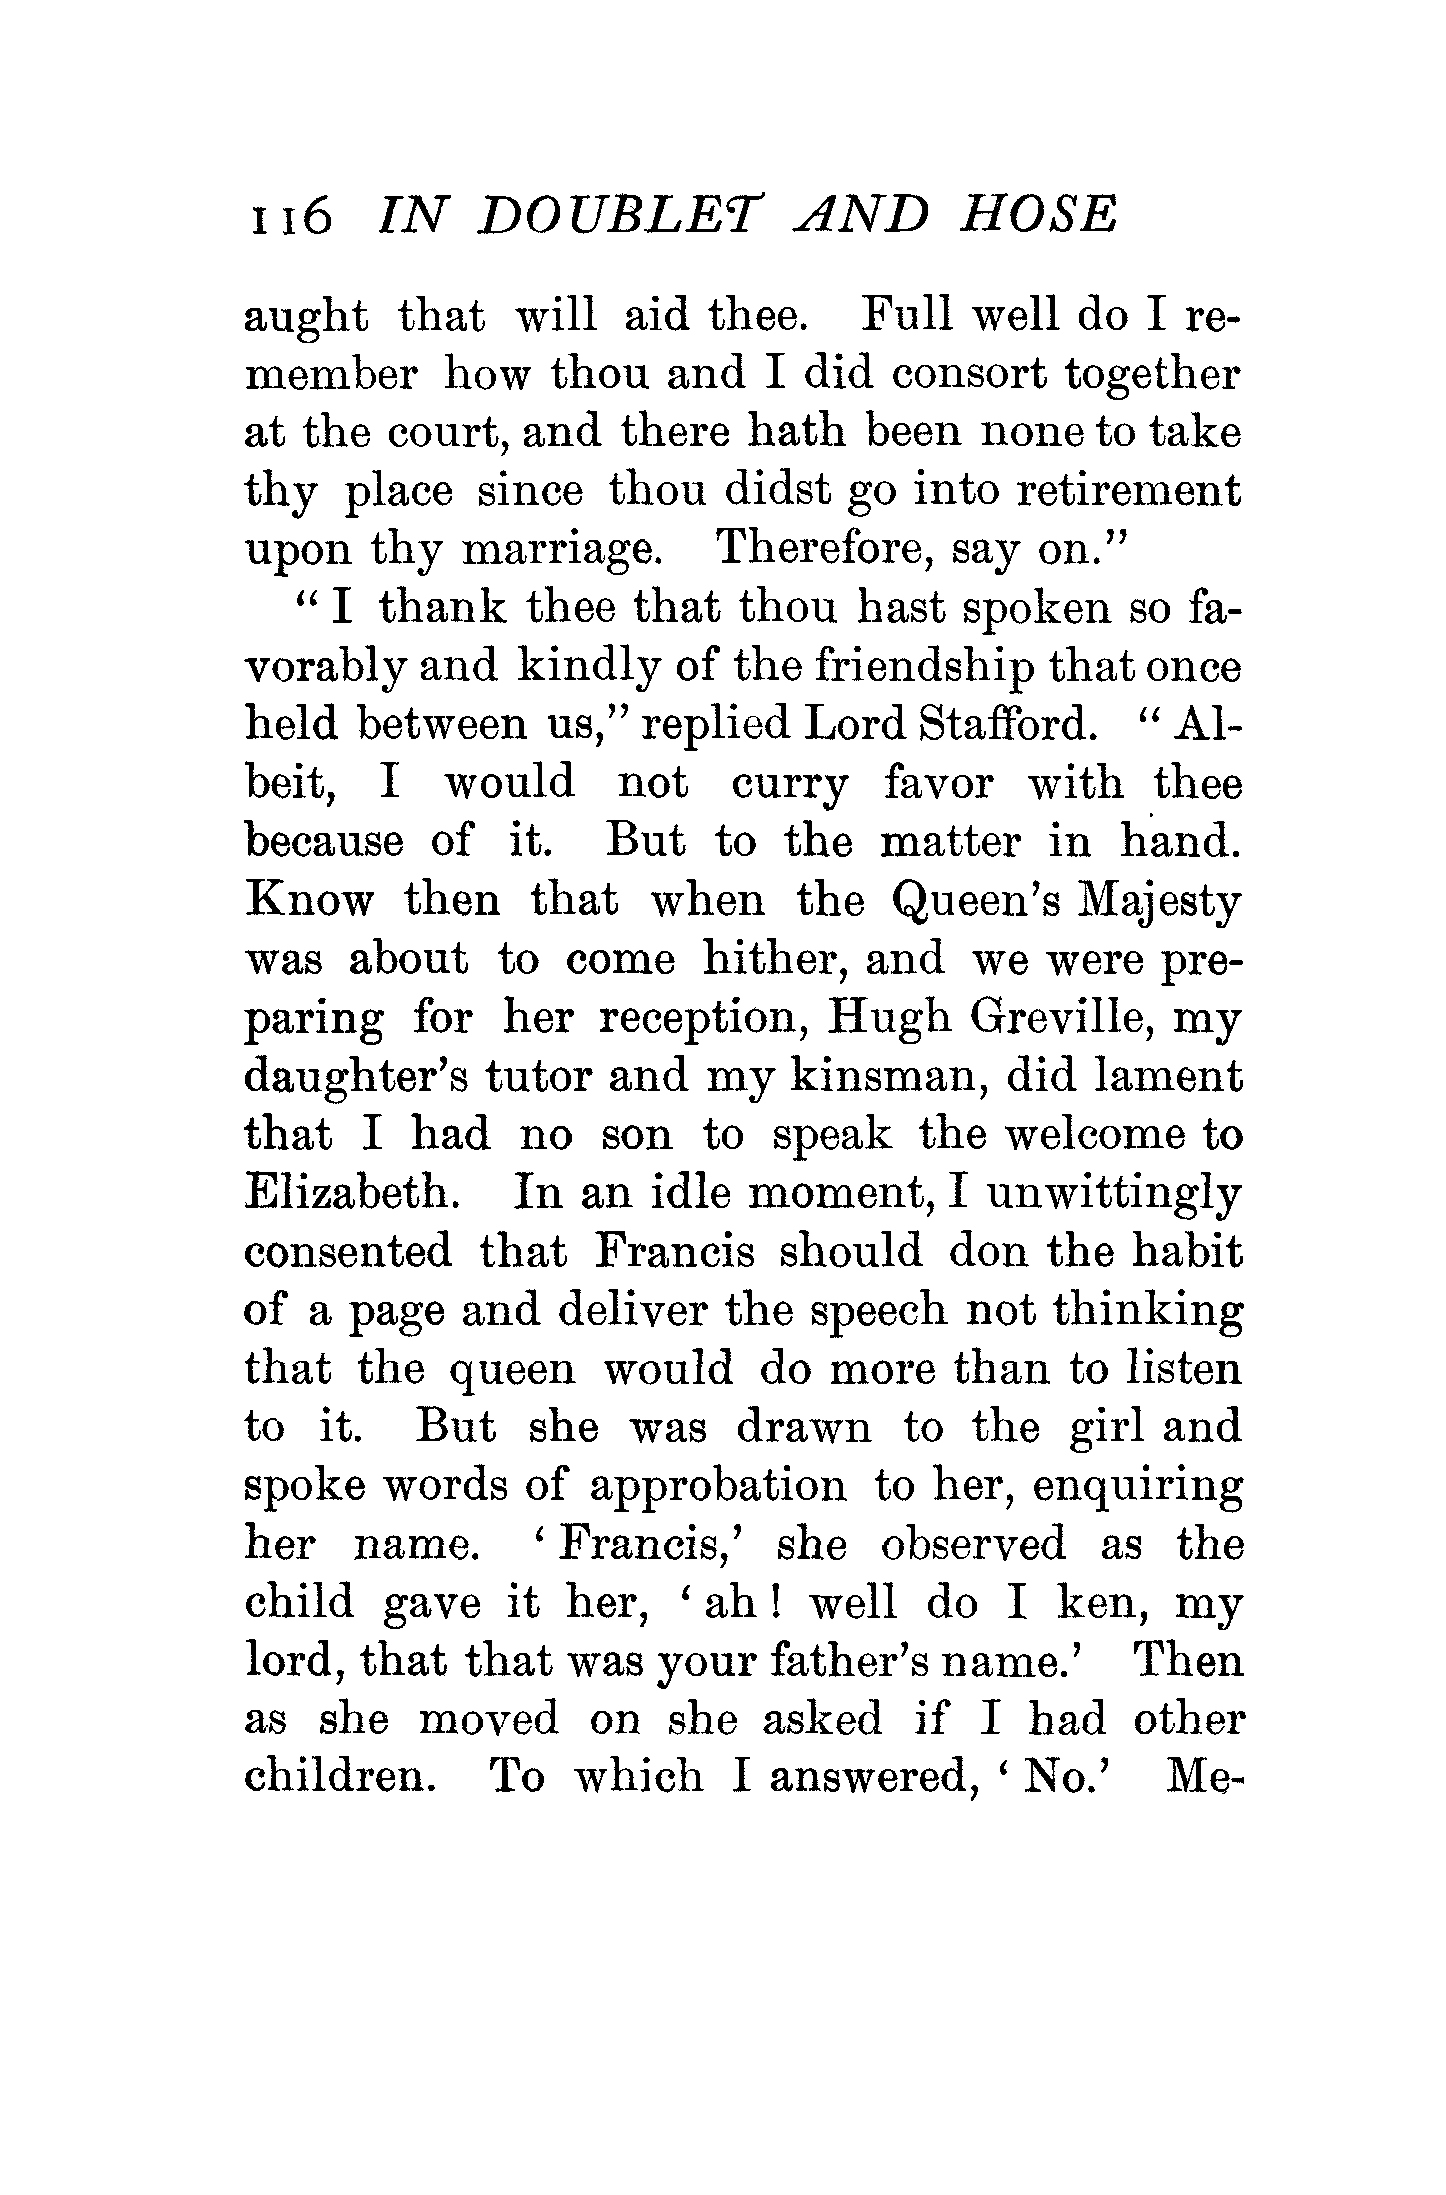 116 IN DOUBLET AND HOSE
aught that will aid thee. Full well do I re-
member how thou and I did consort together
at the court, and there hath been none to take
thy place since thou didst go into retirement
upon thy marriage. Therefore, say on.”
“ I thank thee that thou hast spoken so fa-
vorably and kindly of the friendship that once
held between us,” replied Lord Stafford. “ Al-
beit, I would not curry favor with thee
because of it. But to the matter in hand.
Know then that when the Queen’s Majesty
was about to come hither, and we were pre-
paring for her reception, Hugh Greville, my
daughter’s tutor and my kinsman, did lament
that I had no son to speak the welcome to
Elizabeth. In an idle moment, I unwittingly
consented that Francis should don the habit
of a page and deliver the speech not thinking
that the queen would do more than to listen
to it. But she was drawn to the girl and
spoke words of approbation to her, enquiring
her name. ‘ Francis,’ she observed as the
child gave it her, ‘ ah ! well do I ken, my
lord, that that was your father’s name.’ Then
as she moved on she asked if I had other
children. To which I answered, ‘ No.’ Me-